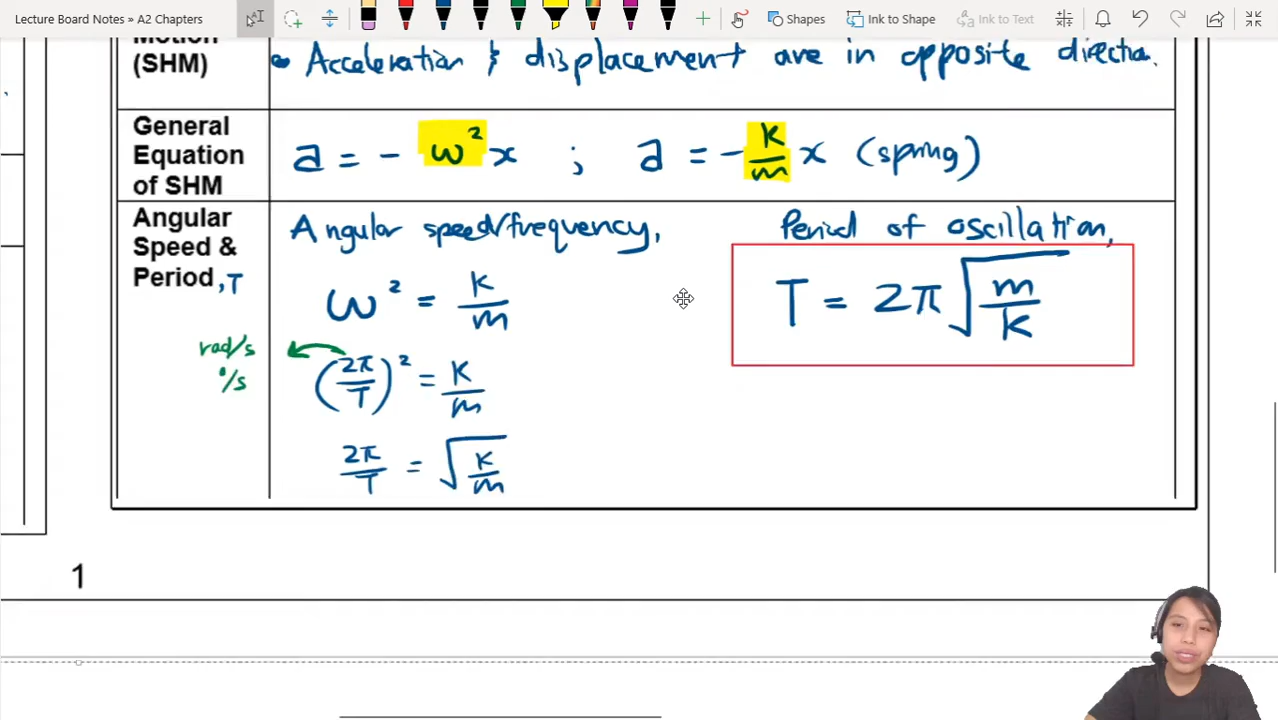 Lecture Board Notes » A2 Chapters
Shapes
Ink to Shape
Ink to Text
Motion
(SHM)
• Acceleration & displacement are in opposite direction.
General
Equation
of SHM
a = - ω² x ; a = - k/m x (spring)
Angular
Speed &
Period, T
Angular speed/frequency,
ω² = k/m
rad/s
°/s
(2π/T)² = k/m
2π/T = √(k/m)
Period of oscillation,
T = 2π √(m/k)
1